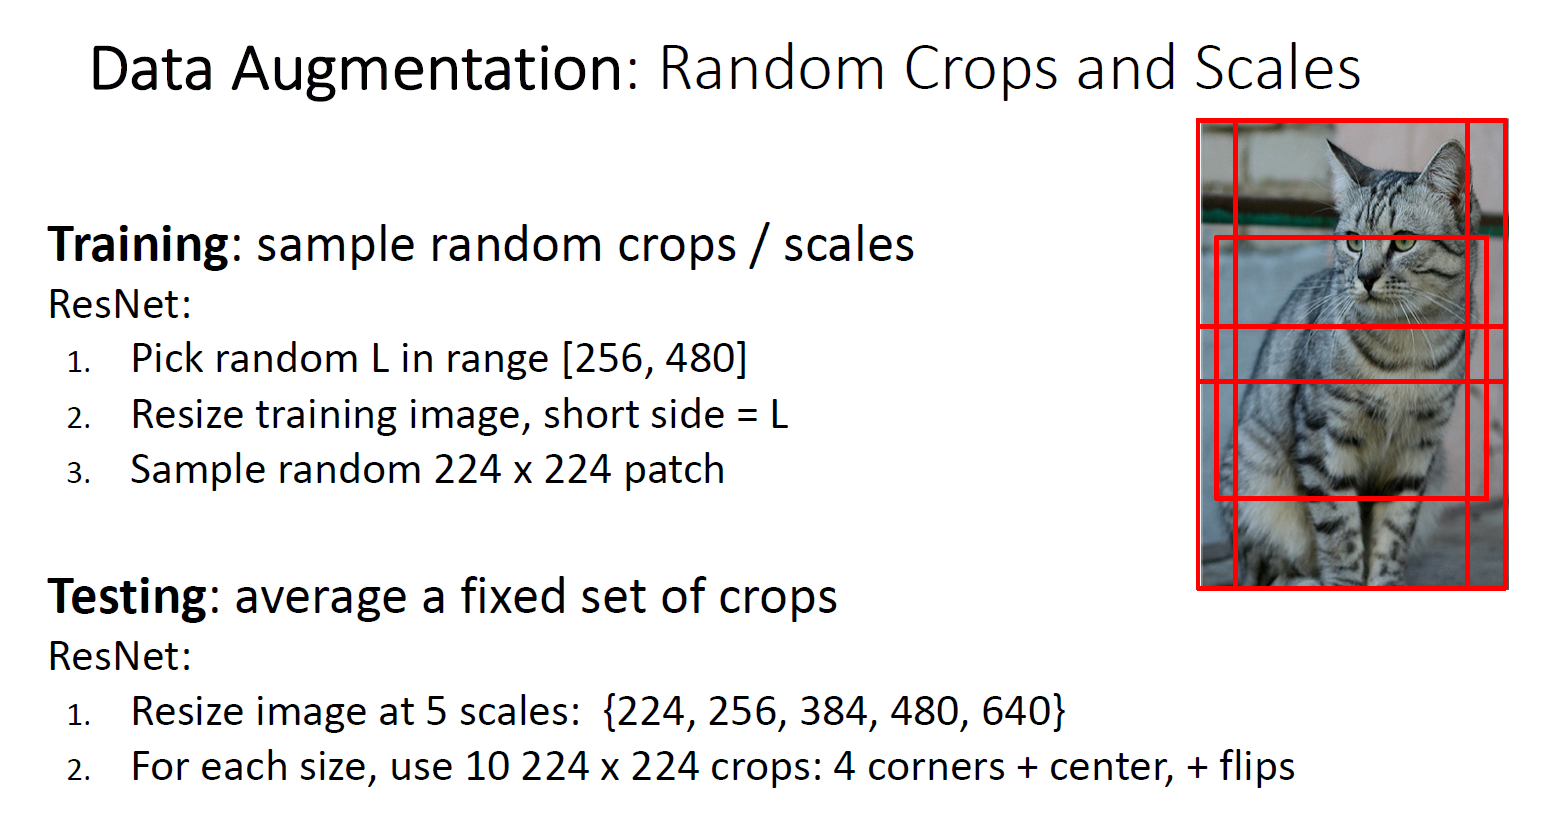 Data Augmentation: Random Crops and Scales
Training: sample random crops / scales
ResNet:
1. Pick random L in range [256, 480]
2. Resize training image, short side = L
3. Sample random 224 x 224 patch
Testing: average a fixed set of crops
ResNet:
1. Resize image at 5 scales: {224, 256, 384, 480, 640}
2. For each size, use 10 224 x 224 crops: 4 corners + center, + flips